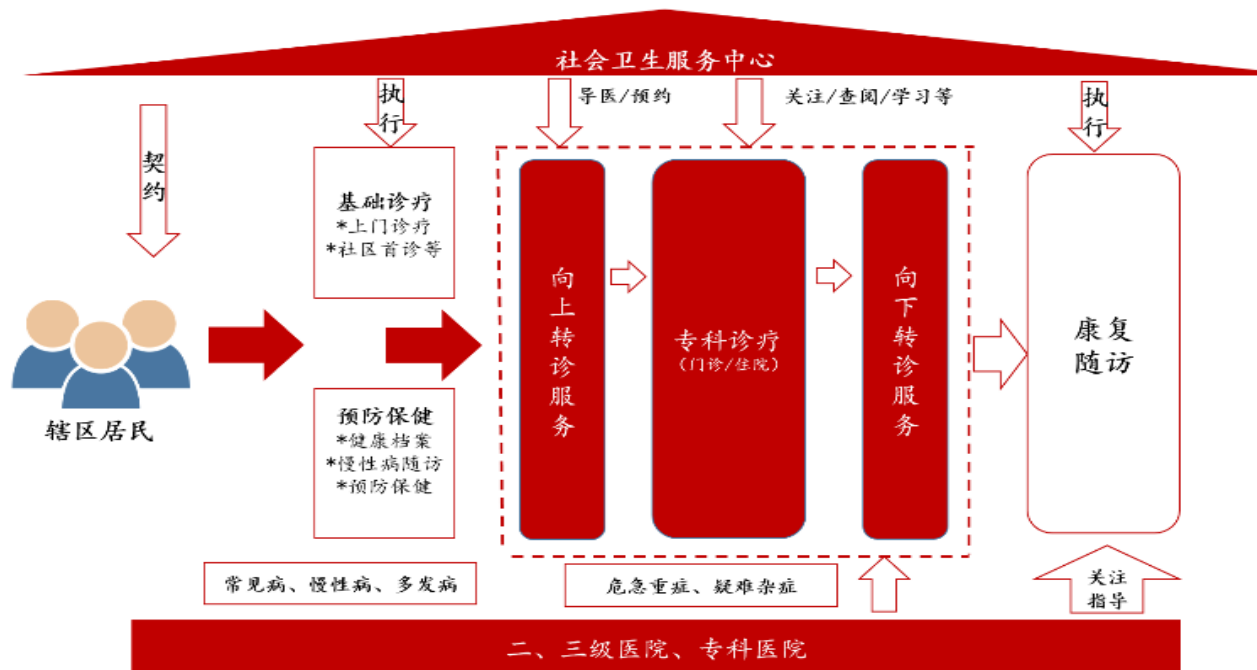 社会卫生服务中心
执行
导医/预约
关注/查阅/学习等
执行
契约
基础诊疗
*上门诊疗
*社区首诊等
向上转诊服务
专科诊疗
(门诊/住院)
向下转诊服务
康复
随访
辖区居民
预防保健
*健康档案
*慢性病随访
*预防保健
常见病、慢性病、多发病
危急重症、疑难杂症
关注
指导
二、三级医院、专科医院